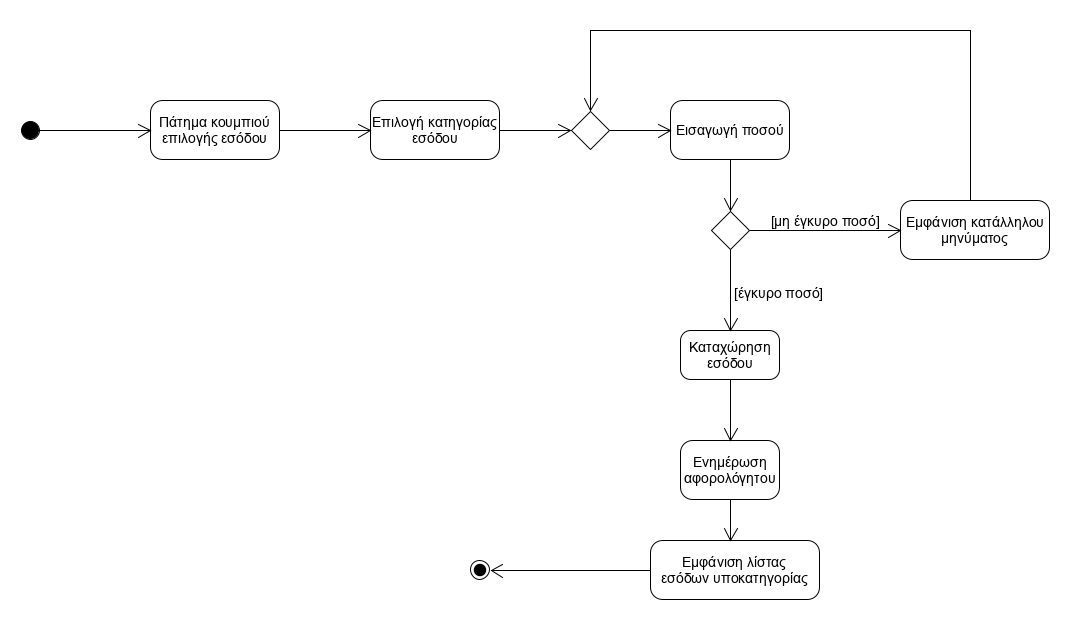 Πάτημα κουμπιού
επιλογής εσόδου
Επιλογή κατηγορίας
εσόδου
Εισαγωγή ποσού
[μη έγκυρο ποσό]
Εμφάνιση κατάλληλου
μηνύματος
[έγκυρο ποσό]
Καταχώρηση
εσόδου
Ενημέρωση
αφορολόγητου
Εμφάνιση λίστας
εσόδων υποκατηγορίας